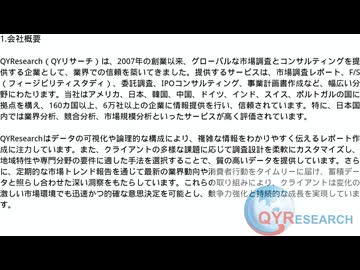 1.会社概要
QYResearch（QYリサーチ）は、2007年の創業以来、グローバルな市場調査とコンサルティングを提
供する企業として、業界での信頼を築いてきました。提供するサービスは、市場調査レポート、F/S
（フィージビリティスタディ）、委託調査、IPOコンサルティング、事業計画書作成など、幅広い分
野にわたります。当社はアメリカ、日本、韓国、中国、ドイツ、インド、スイス、ポルトガルの国に
拠点を構え、160カ国以上、6万社以上の企業に情報提供を行い、信頼されています。特に、日本国
内では業界分析、競合分析、市場規模分析といったサービスが高く評価されています。
QYResearchはデータの可視化や論理的な構成により、複雑な情報をわかりやすく伝えるレポート作
成に注力しています。また、クライアントの多様な課題に応じて調査設計を柔軟にカスタマイズし、
地域特性や専門分野の要件に適した手法を選択することで、質の高いデータを提供しています。さら
に、定期的な市場トレンド報告を通じて最新の業界動向や消費者行動をタイムリーに届け、蓄積デー
タと照らし合わせた深い洞察をもたらしています。これらの取り組みにより、クライアントは変化の
激しい市場環境でも迅速かつ的確な意思決定を可能とし、競争力強化と持続的な成長を実現していま
す。
QYRESEARCH